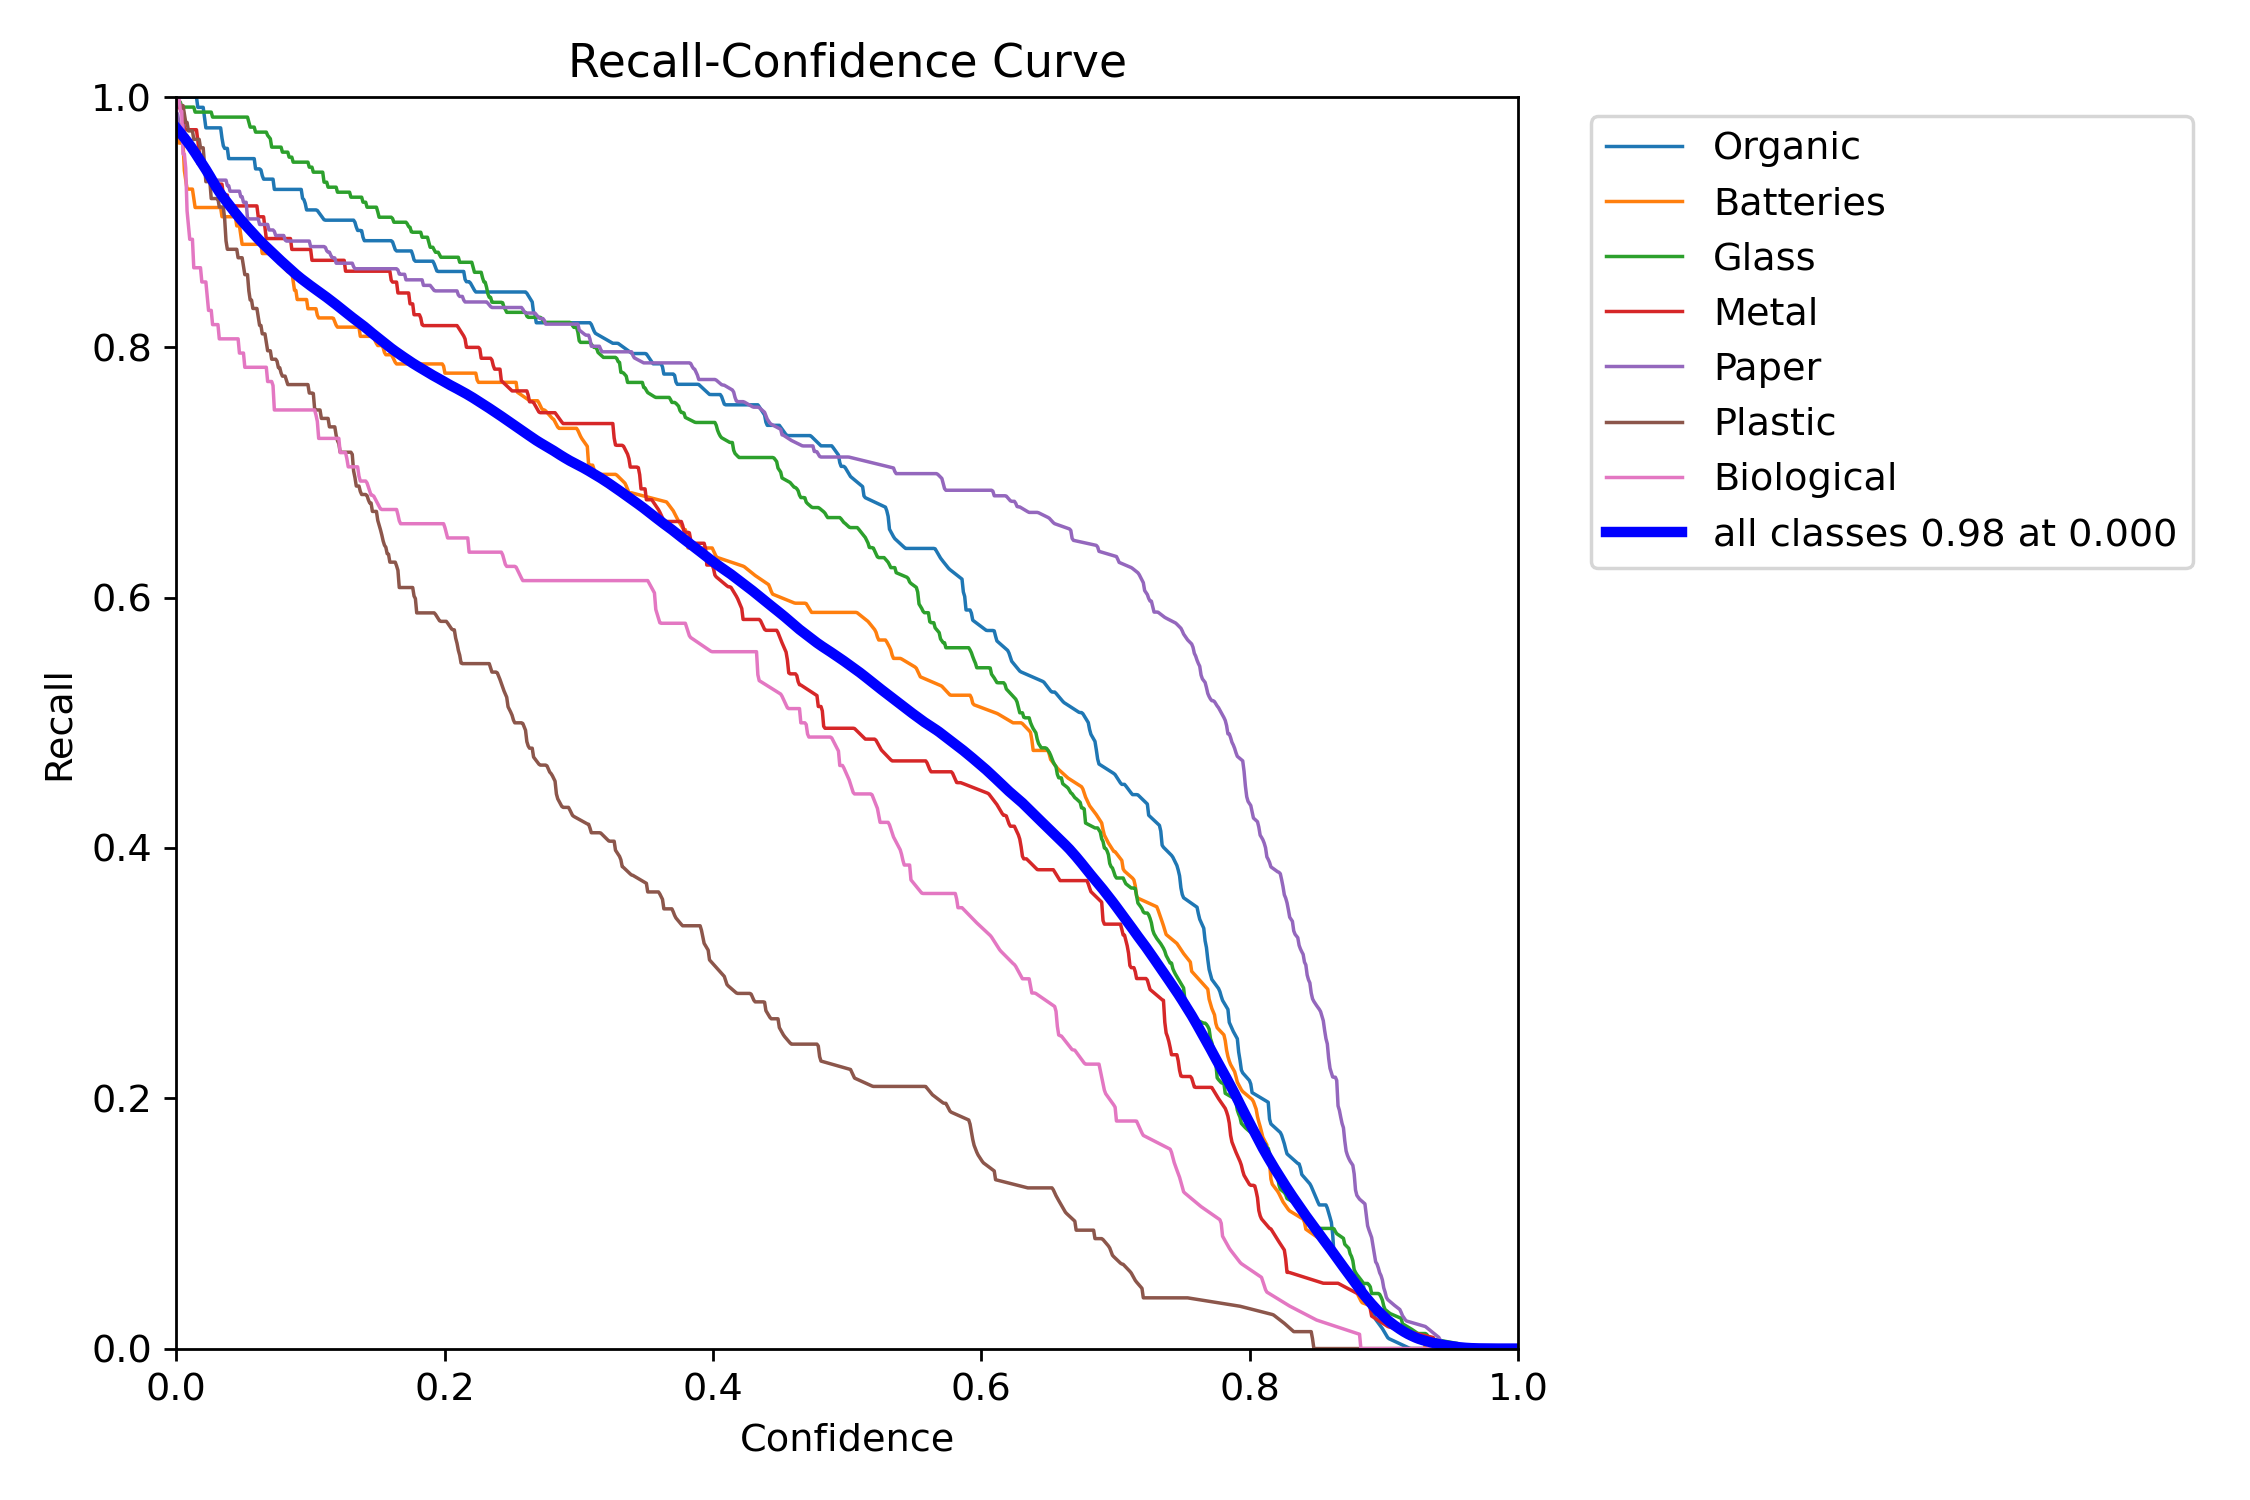 Recall-Confidence Curve
1.0
0.8
0.6
0.4
0.2
0.0
Recall
0.0 0.2 0.4 0.6 0.8 1.0
Confidence
Organic
Batteries
Glass
Metal
Paper
Plastic
Biological
all classes 0.98 at 0.000